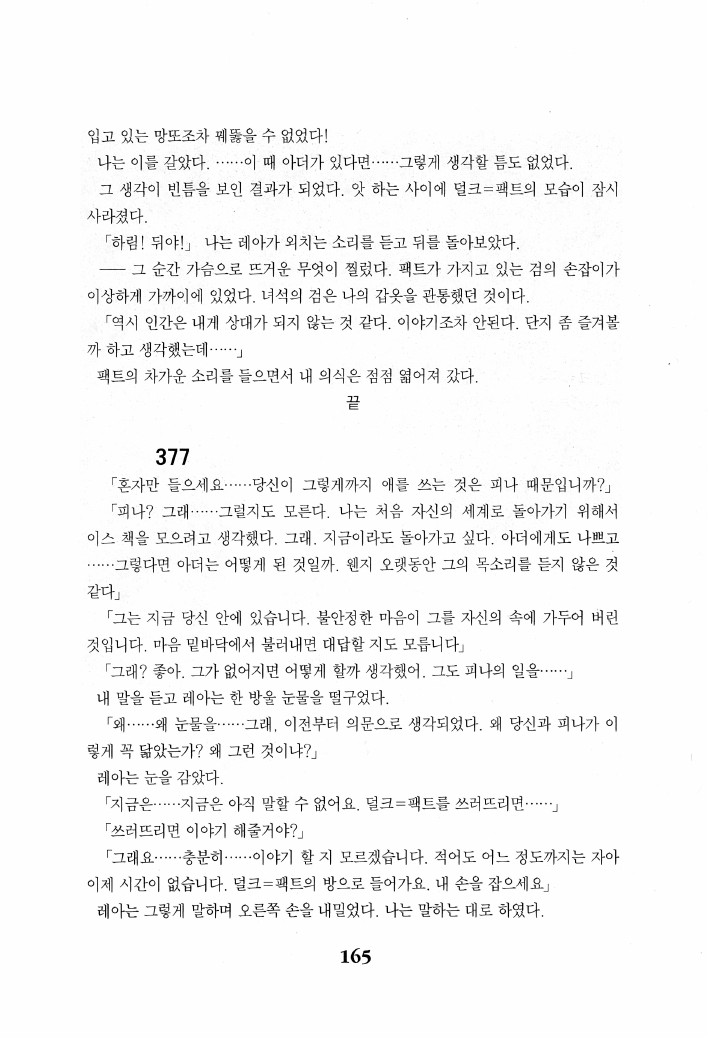 입고 있는 망또조차 꿰뚫을 수 없었다!
나는 이를 갈았다. ……이 때 아더가 있다면……그렇게 생각할 틈도 없었다.
그 생각이 빈틈을 보인 결과가 되었다. 앗 하는 사이에 덜크=팩트의 모습이 잠시
사라졌다.
「하림! 뒤야!」 나는 레아가 외치는 소리를 듣고 뒤를 돌아보았다.
―― 그 순간 가슴으로 뜨거운 무엇이 찔렀다. 팩트가 가지고 있는 검의 손잡이가
이상하게 가까이에 있었다. 녀석의 검은 나의 갑옷을 관통했던 것이다.
「역시 인간은 내게 상대가 되지 않는 것 같다. 이야기조차 안된다. 단지 좀 즐겨볼
까 하고 생각했는데……」
팩트의 차가운 소리를 들으면서 내 의식은 점점 엷어져 갔다.
끝
377
「혼자만 들으세요……당신이 그렇게까지 애를 쓰는 것은 피나 때문입니까?」
「피나? 그래……그럴지도 모른다. 나는 처음 자신의 세계로 돌아가기 위해서
이스 책을 모으려고 생각했다. 그래. 지금이라도 돌아가고 싶다. 아더에게도 나쁘고
……그렇다면 아더는 어떻게 된 것일까. 웬지 오랫동안 그의 목소리를 듣지 않은 것
같다」
「그는 지금 당신 안에 있습니다. 불안정한 마음이 그를 자신의 속에 가두어 버린
것입니다. 마음 밑바닥에서 불러내면 대답할 지도 모릅니다」
「그래? 좋아. 그가 없어지면 어떻게 할까 생각했어. 그도 피나의 일을……」
내 말을 듣고 레아는 한 방울 눈물을 떨구었다.
「왜……왜 눈물을……그래, 이전부터 의문으로 생각되었다. 왜 당신과 피나가 이
렇게 꼭 닮았는가? 왜 그런 것이냐?」
레아는 눈을 감았다.
「지금은……지금은 아직 말할 수 없어요. 덜크=팩트를 쓰러뜨리면……」
「쓰러뜨리면 이야기 해줄거야?」
「그래요……충분히……이야기 할 지 모르겠습니다. 적어도 어느 정도까지는 자아
이제 시간이 없습니다. 덜크=팩트의 방으로 들어가요. 내 손을 잡으세요」
레아는 그렇게 말하며 오른쪽 손을 내밀었다. 나는 말하는 대로 하였다.
165